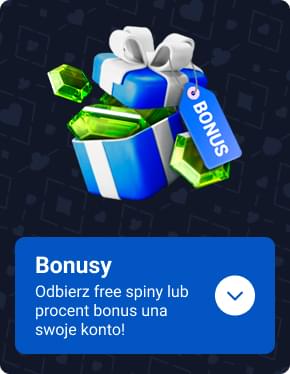 BONUS
Bonusy
Odbierz free spiny lub
procent bonus una
swoje konto!